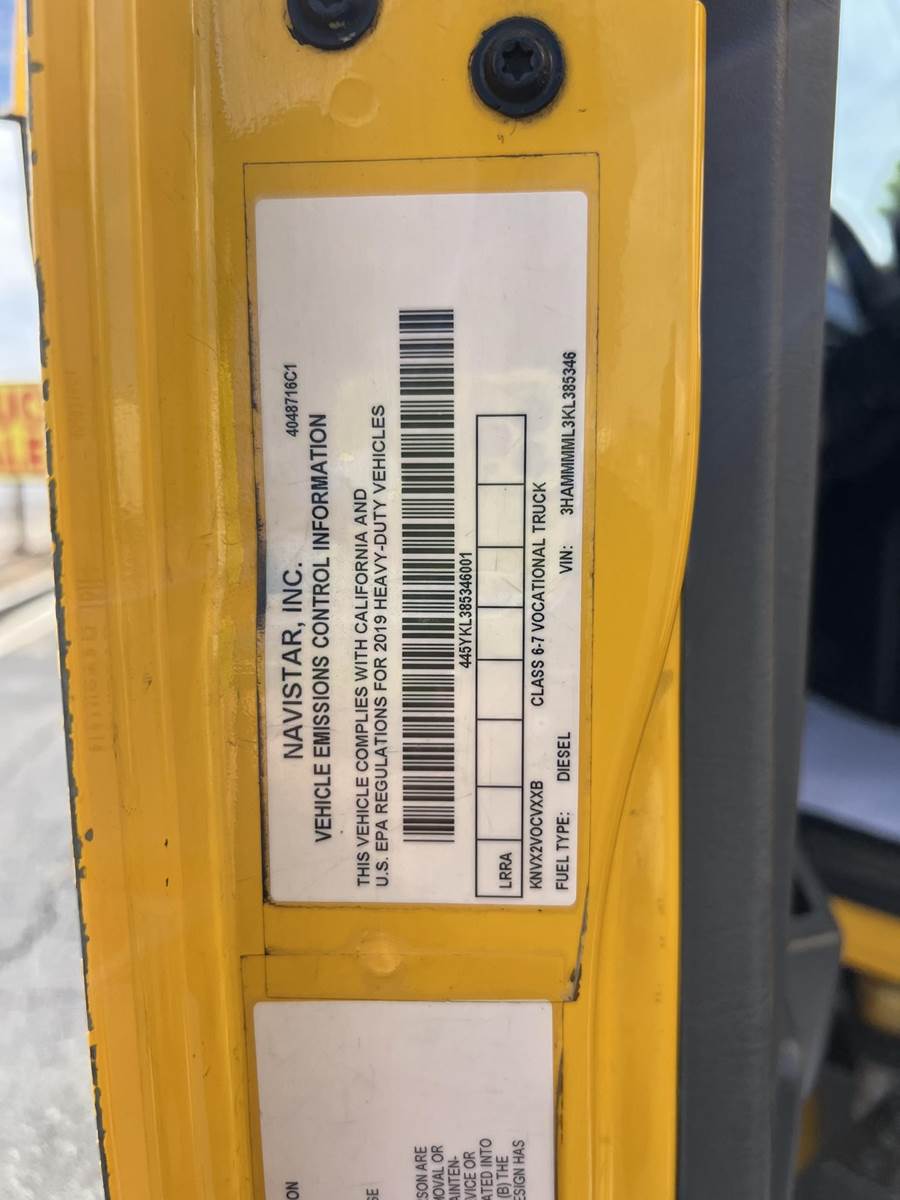 4048716C1
NAVISTAR, INC.
VEHICLE EMISSIONS CONTROL INFORMATION
THIS VEHICLE COMPLIES WITH CALIFORNIA AND
U.S. EPA REGULATIONS FOR 2019 HEAVY-DUTY VEHICLES
445YKL385346001
LRRA
KNVX2VOCVXXB CLASS 6-7 VOCATIONAL TRUCK
FUEL TYPE: DIESEL VIN: 3HAMMMML3KL385346
ON
SE
SON ARE
MOVAL OR
AINTEN-
VICE OR
ATED INTO
(B) THE
ESIGN HAS